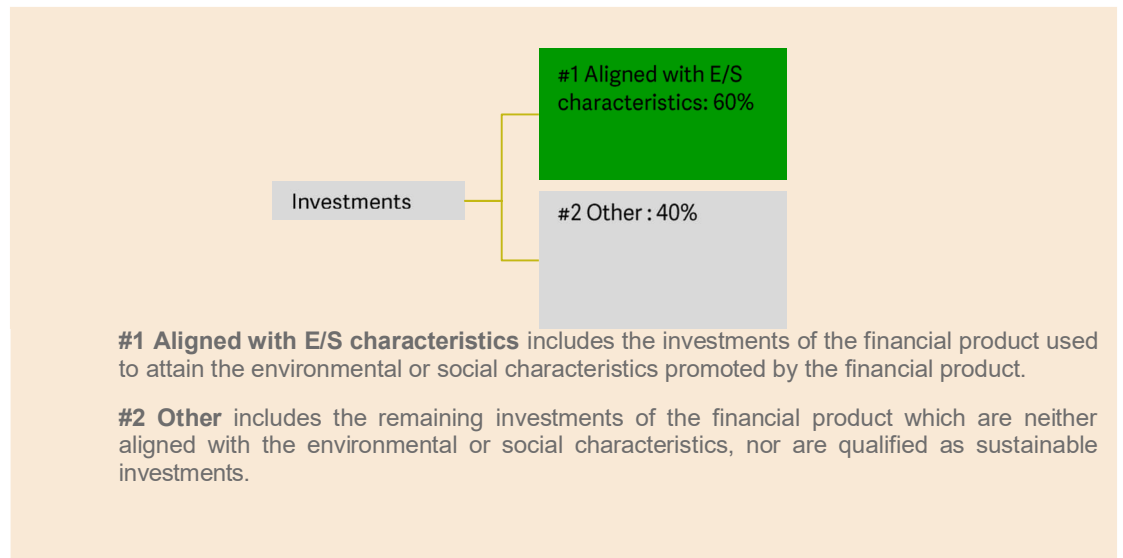 #1 Aligned with E/S
characteristics: 60%
Investments
#2 Other : 40%
#1 Aligned with E/S characteristics includes the investments of the financial product used
to attain the environmental or social characteristics promoted by the financial product.
#2 Other includes the remaining investments of the financial product which are neither
aligned with the environmental or social characteristics, nor are qualified as sustainable
investments.